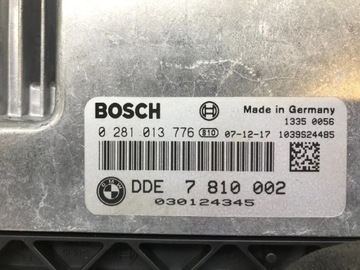 BOSCH
Made in Germany
1335 0056
0 281 013 776 810 07-12-17 1039S24485
BMW DDE 7 810 002
030124345